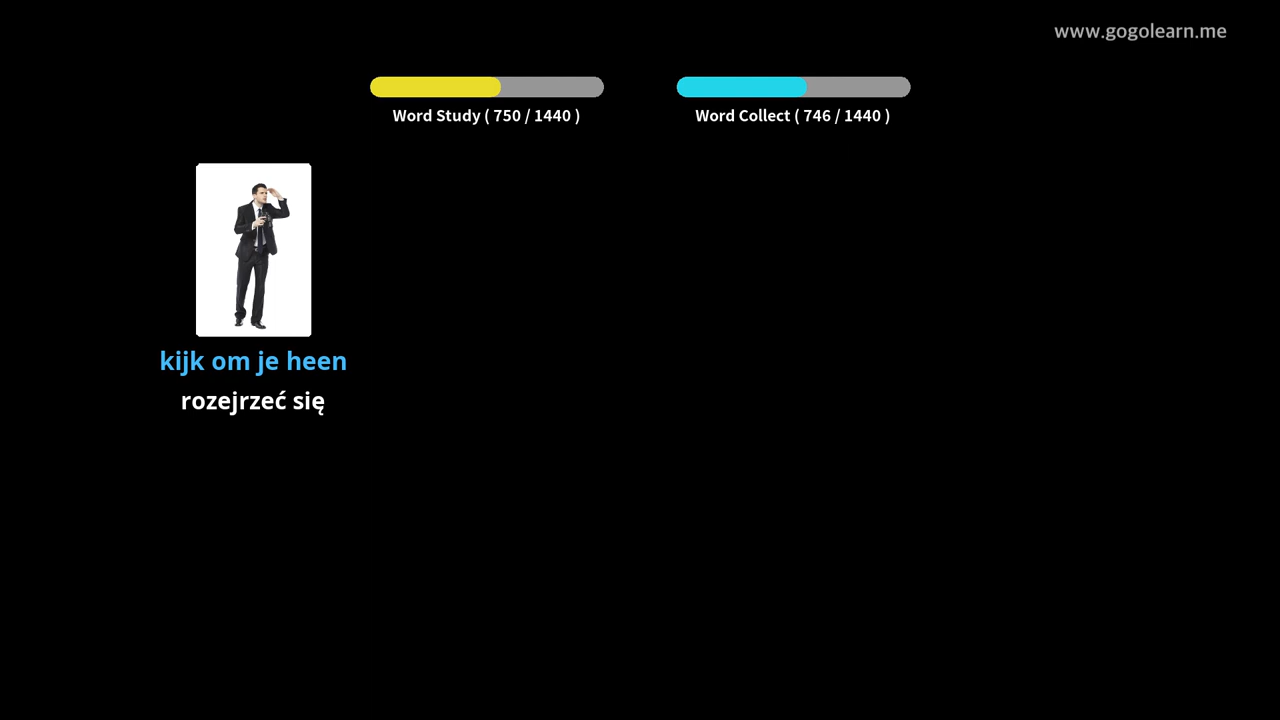 www.gogolearn.me
Word Study ( 750 / 1440 )
Word Collect ( 746 / 1440 )
kijk om je heen
rozejrzeć się